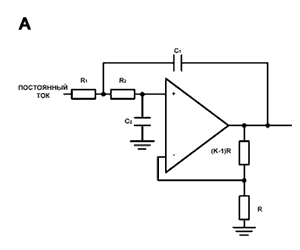 A
C₁
R₁
R₂
ПОСТОЯННЫЙ
ТОК
C₂
+
-
(K-1)R
R